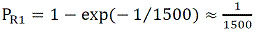 P_R1 = 1 − exp(− 1/1500) ≈ 1/1500